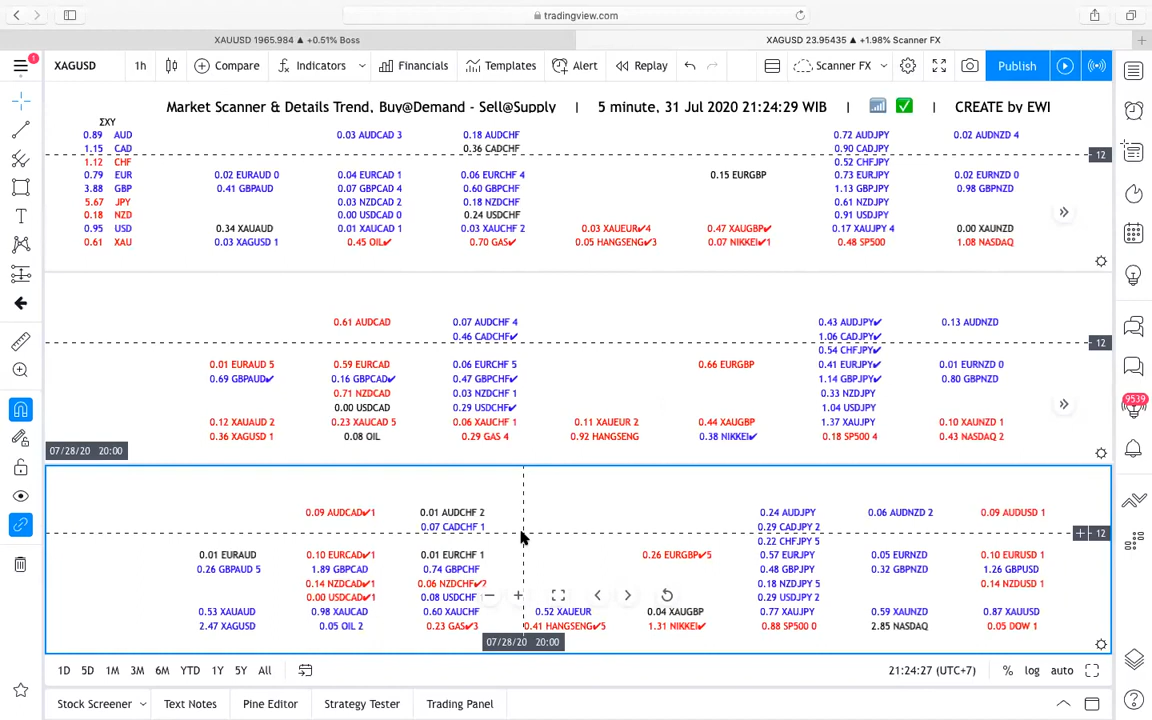 tradingview.com
XAUUSD 1965.984 ▲ +0.51% Boss
XAGUSD 23.95435 ▲ +1.98% Scanner FX
1
XAGUSD 1h Compare Indicators Financials Templates Alert Replay Scanner FX Publish
Market Scanner & Details Trend, Buy@Demand - Sell@Supply | 5 minute, 31 Jul 2020 21:24:29 WIB | 📶 ✅ | CREATE by EWI
ΣXY
0.89 AUD 0.03 AUDCAD 3 0.18 AUDCHF 0.72 AUDJPY 0.02 AUDNZD 4
1.15 CAD 0.36 CADCHF 0.90 CADJPY
12
1.12 CHF 0.52 CHFJPY
0.79 EUR 0.02 EURAUD 0 0.04 EURCAD 1 0.06 EURCHF 4 0.15 EURGBP 0.73 EURJPY 0.02 EURNZD 0
3.88 GBP 0.41 GBPAUD 0.07 GBPCAD 4 0.60 GBPCHF 1.13 GBPJPY 0.98 GBPNZD
5.67 JPY 0.03 NZDCAD 2 0.18 NZDCHF 0.61 NZDJPY
0.18 NZD 0.00 USDCAD 0 0.24 USDCHF 0.91 USDJPY
0.95 USD 0.34 XAUAUD 0.01 XAUCAD 1 0.03 XAUCHF 2 0.03 XAUEUR✔4 0.47 XAUGBP✔ 0.17 XAUJPY 4 0.00 XAUNZD
0.61 XAU 0.03 XAGUSD 1 0.45 OIL✔ 0.70 GAS✔ 0.05 HANGSENG✔3 0.07 NIKKEI✔1 0.48 SP500 1.08 NASDAQ
0.61 AUDCAD 0.07 AUDCHF 4 0.43 AUDJPY✔ 0.13 AUDNZD
0.46 CADCHF✔ 1.06 CADJPY✔
12
0.54 CHFJPY✔
0.01 EURAUD 5 0.59 EURCAD 0.06 EURCHF 5 0.66 EURGBP 0.41 EURJPY✔ 0.01 EURNZD 0
0.69 GBPAUD✔ 0.16 GBPCAD✔ 0.47 GBPCHF✔ 1.14 GBPJPY✔ 0.80 GBPNZD
0.71 NZDCAD 0.03 NZDCHF 1 0.33 NZDJPY
0.00 USDCAD 0.29 USDCHF✔ 1.04 USDJPY
0.12 XAUAUD 2 0.23 XAUCAD 5 0.06 XAUCHF 1 0.11 XAUEUR 2 0.44 XAUGBP 1.37 XAUJPY 0.10 XAUNZD 1
0.36 XAGUSD 1 0.08 OIL 0.29 GAS 4 0.92 HANGSENG 0.38 NIKKEI✔ 0.18 SP500 4 0.43 NASDAQ 2
07/28/20 20:00
0.09 AUDCAD✔1 0.01 AUDCHF 2 0.24 AUDJPY 0.06 AUDNZD 2 0.09 AUDUSD 1
0.07 CADCHF 1 0.29 CADJPY 2
12
0.22 CHFJPY 5
0.01 EURAUD 0.10 EURCAD✔1 0.01 EURCHF 1 0.26 EURGBP✔5 0.57 EURJPY 0.05 EURNZD 0.10 EURUSD 1
0.26 GBPAUD 5 1.89 GBPCAD 0.74 GBPCHF 0.48 GBPJPY 0.32 GBPNZD 1.26 GBPUSD
0.14 NZDCAD✔1 0.06 NZDCHF✔ 0.18 NZDJPY 5 0.14 NZDUSD 1
0.00 USDCAD✔1 0.08 USDCHF 0.29 USDJPY 2
0.53 XAUAUD 0.98 XAUCAD 0.60 XAUCHF 0.52 XAUEUR 0.04 XAUGBP 0.77 XAUJPY 0.59 XAUNZD 0.87 XAUUSD
2.47 XAGUSD 0.05 OIL 2 0.23 GAS✔3 0.41 HANGSENG✔5 1.31 NIKKEI✔ 0.88 SP500 0 2.85 NASDAQ 0.05 DOW 1
07/28/20 20:00
9539
1D 5D 1M 3M 6M YTD 1Y 5Y All 21:24:27 (UTC+7) % log auto
Stock Screener Text Notes Pine Editor Strategy Tester Trading Panel